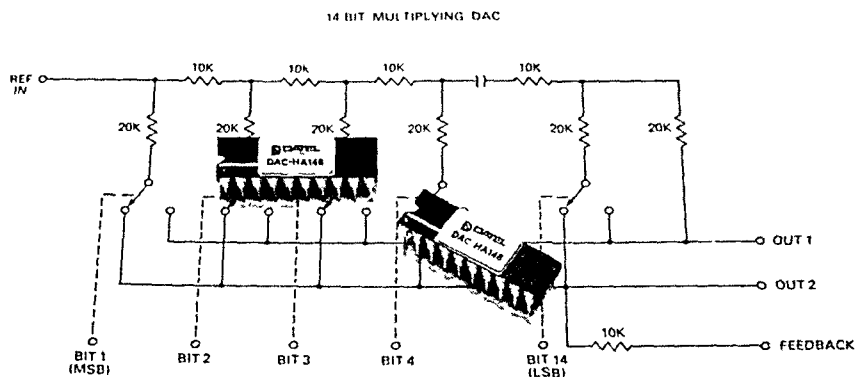 14 BIT MULTIPLYING DAC
REF IN
10K
10K
10K
10K
20K
20K
20K
20K
20K
20K
DATEL
DAC-HA14B
DATEL
DAC-HA14B
OUT 1
OUT 2
10K
FEEDBACK
BIT 1
(MSB)
BIT 2
BIT 3
BIT 4
BIT 14
(LSB)